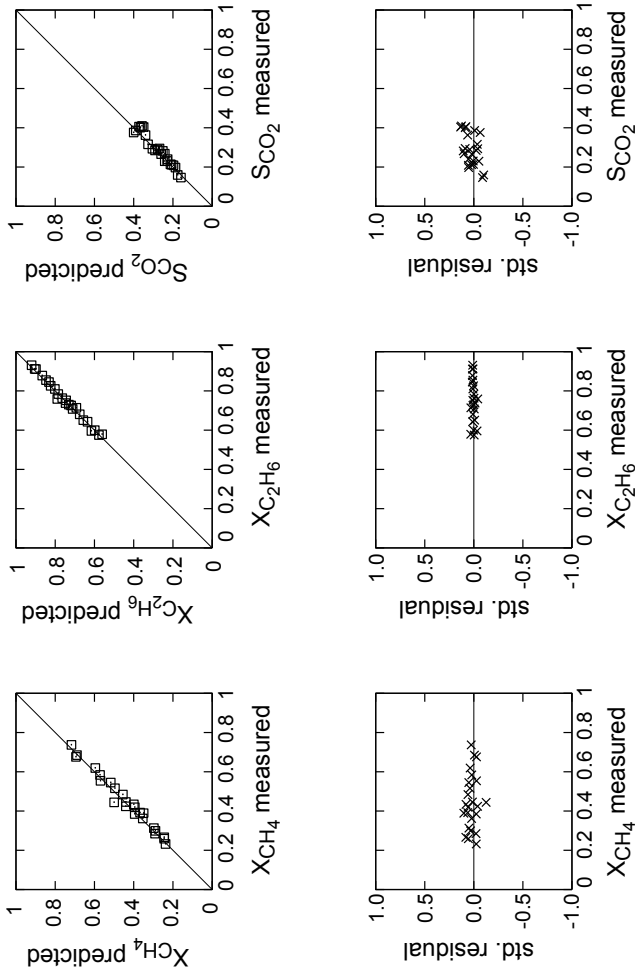 X_CH4 predicted
1
0.8
0.6
0.4
0.2
0
0 0.2 0.4 0.6 0.8 1
X_CH4 measured
X_C2H6 predicted
1
0.8
0.6
0.4
0.2
0
0 0.2 0.4 0.6 0.8 1
X_C2H6 measured
S_CO2 predicted
1
0.8
0.6
0.4
0.2
0
0 0.2 0.4 0.6 0.8 1
S_CO2 measured
std. residual
1.0
0.5
0.0
-0.5
-1.0
0 0.2 0.4 0.6 0.8 1
X_CH4 measured
std. residual
1.0
0.5
0.0
-0.5
-1.0
0 0.2 0.4 0.6 0.8 1
X_C2H6 measured
std. residual
1.0
0.5
0.0
-0.5
-1.0
0 0.2 0.4 0.6 0.8 1
S_CO2 measured